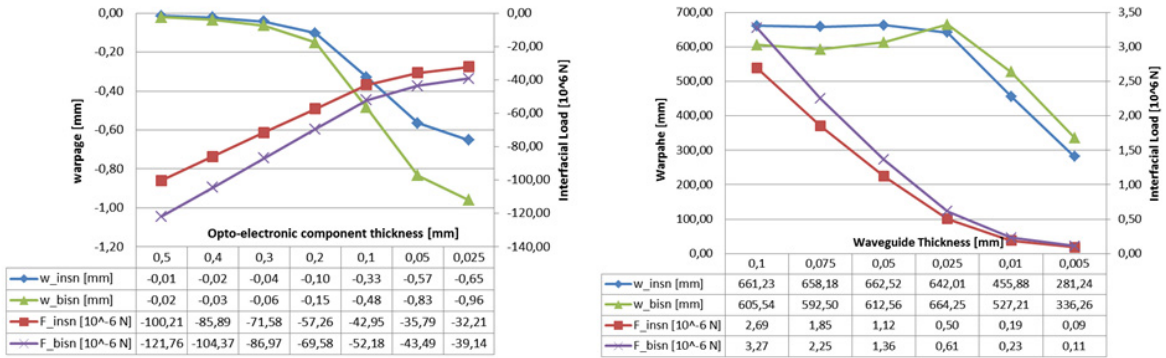 0,00
-0,20
-0,40
-0,60
-0,80
-1,00
-1,20
warpage [mm]
0,00
-20,00
-40,00
-60,00
-80,00
-100,00
-120,00
-140,00
Interfacial Load [10^6 N]
Opto-electronic component thickness [mm]
0,5 0,4 0,3 0,2 0,1 0,05 0,025
w_insn [mm] -0,01 -0,02 -0,04 -0,10 -0,33 -0,57 -0,65
w_bisn [mm] -0,02 -0,03 -0,06 -0,15 -0,48 -0,83 -0,96
F_insn [10^-6 N] -100,21 -85,89 -71,58 -57,26 -42,95 -35,79 -32,21
F_bisn [10^-6 N] -121,76 -104,37 -86,97 -69,58 -52,18 -43,49 -39,14
700,00
600,00
500,00
400,00
300,00
200,00
100,00
0,00
Warpahe [mm]
3,50
3,00
2,50
2,00
1,50
1,00
0,50
0,00
Interfacial Load [10^6 N]
Waveguide Thickness [mm]
0,1 0,075 0,05 0,025 0,01 0,005
w_insn [mm] 661,23 658,18 662,52 642,01 455,88 281,24
w_bisn [mm] 605,54 592,50 612,56 664,25 527,21 336,26
F_insn [10^-6 N] 2,69 1,85 1,12 0,50 0,19 0,09
F_bisn [10^-6 N] 3,27 2,25 1,36 0,61 0,23 0,11